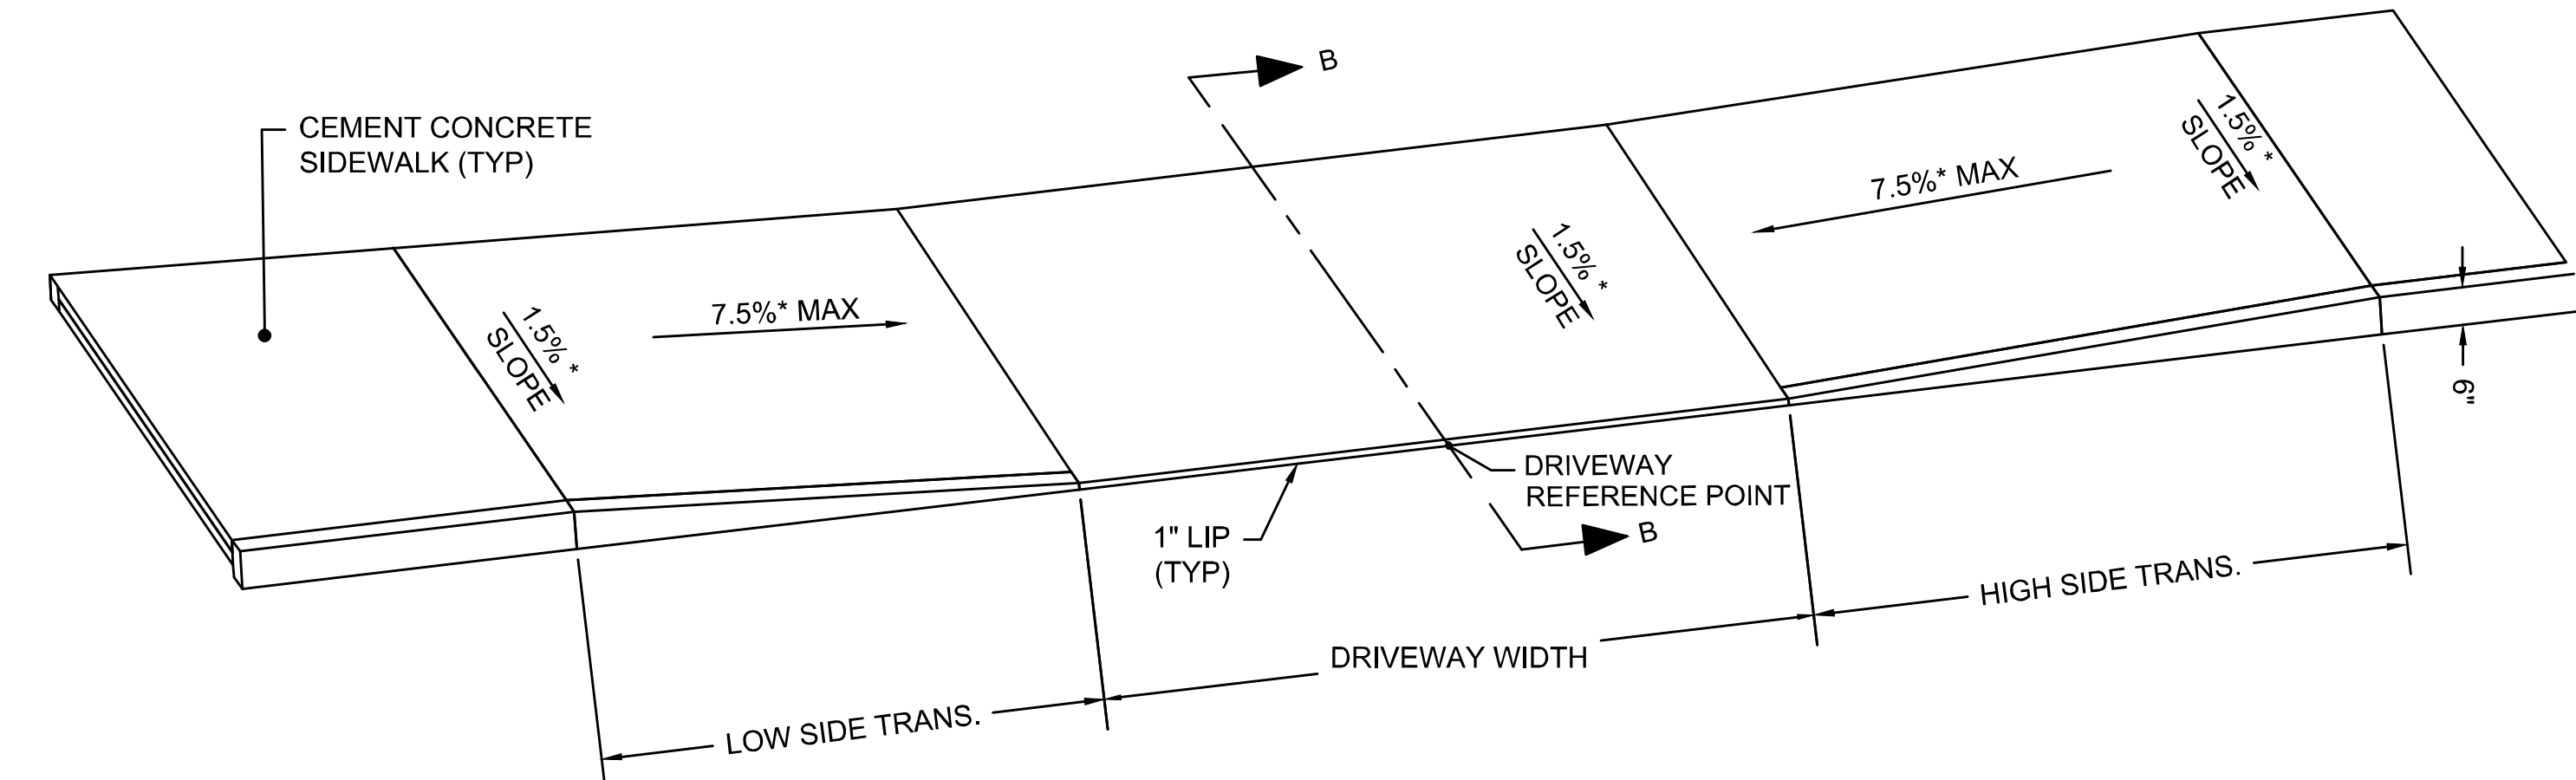 B
CEMENT CONCRETE
SIDEWALK (TYP)
1.5% *
SLOPE
7.5%* MAX
1.5% *
SLOPE
7.5%* MAX
1.5% *
SLOPE
6"
DRIVEWAY
REFERENCE POINT
1" LIP
(TYP)
B
HIGH SIDE TRANS.
DRIVEWAY WIDTH
LOW SIDE TRANS.